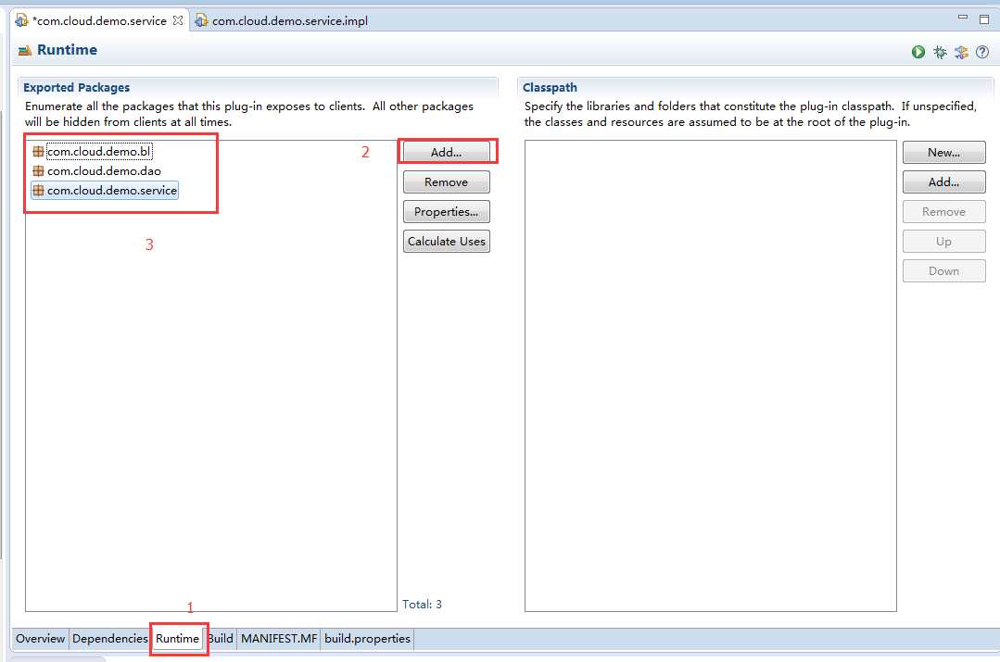 *com.cloud.demo.service
com.cloud.demo.service.impl
Runtime
Exported Packages
Enumerate all the packages that this plug-in exposes to clients.  All other packages
will be hidden from clients at all times.
com.cloud.demo.bl
com.cloud.demo.dao
com.cloud.demo.service
3
2
Add...
Remove
Properties...
Calculate Uses
Total: 3
Classpath
Specify the libraries and folders that constitute the plug-in classpath.  If unspecified,
the classes and resources are assumed to be at the root of the plug-in.
New...
Add...
Remove
Up
Down
1
Overview
Dependencies
Runtime
Build
MANIFEST.MF
build.properties